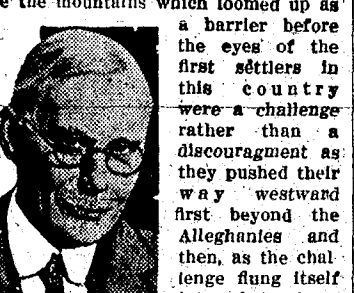 the mountains which loomed up as
a barrier before
the eyes of the
first settlers in
this country
were a challenge
rather than a
discouragment as
they pushed their
way westward
first beyond the
Alleghanies and
then, as the chal
lenge flung itself